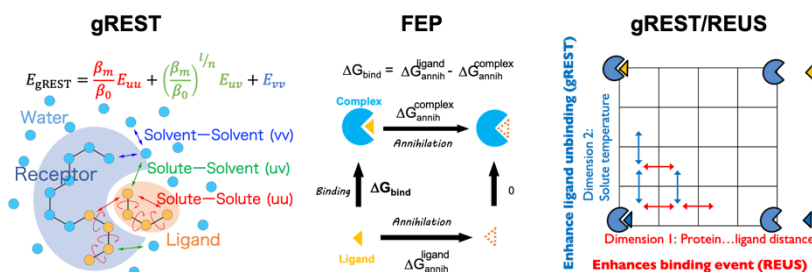 gREST
E_gREST = β_m/β_0 E_uu + (β_m/β_0)^{l/n} E_uv + E_vv
Water
Solvent—Solvent (vv)
Receptor
Solute—Solvent (uv)
Solute—Solute (uu)
Ligand
FEP
ΔG_bind = ΔG_annih^ligand - ΔG_annih^complex
Complex
ΔG_annih^complex
Annihilation
Binding
ΔG_bind
0
Annihilation
Ligand
ΔG_annih^ligand
gREST/REUS
Enhance ligand unbinding (gREST)
Dimension 2:
Solute temperature
Dimension 1: Protein…ligand distance
Enhances binding event (REUS)